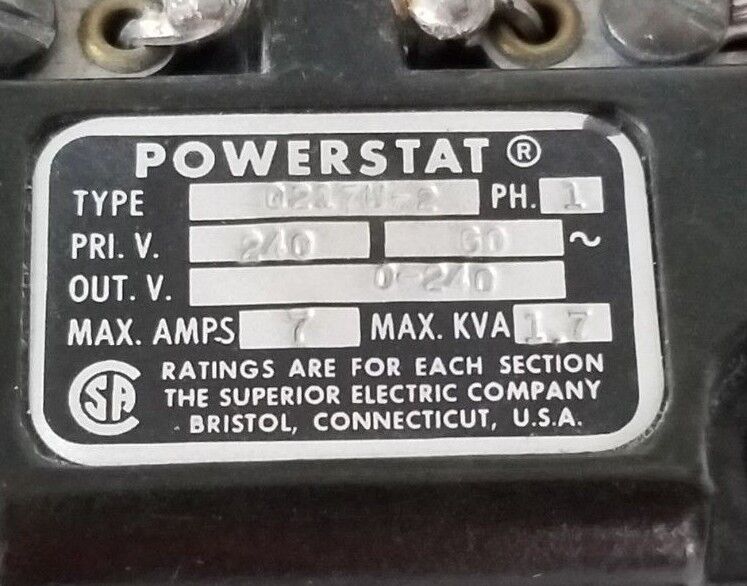 POWERSTAT ®
TYPE PH. 1
PRI. V. 240 60 ~
OUT. V. 0-240
MAX. AMPS 7 MAX. KVA 1.7
CSA RATINGS ARE FOR EACH SECTION
THE SUPERIOR ELECTRIC COMPANY
BRISTOL, CONNECTICUT, U.S.A.